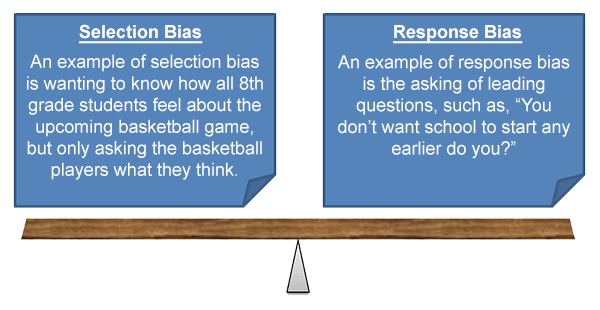 Selection Bias
An example of selection bias
is wanting to know how all 8th
grade students feel about the
upcoming basketball game,
but only asking the basketball
players what they think.
Response Bias
An example of response bias
is the asking of leading
questions, such as, “You
don’t want school to start any
earlier do you?”